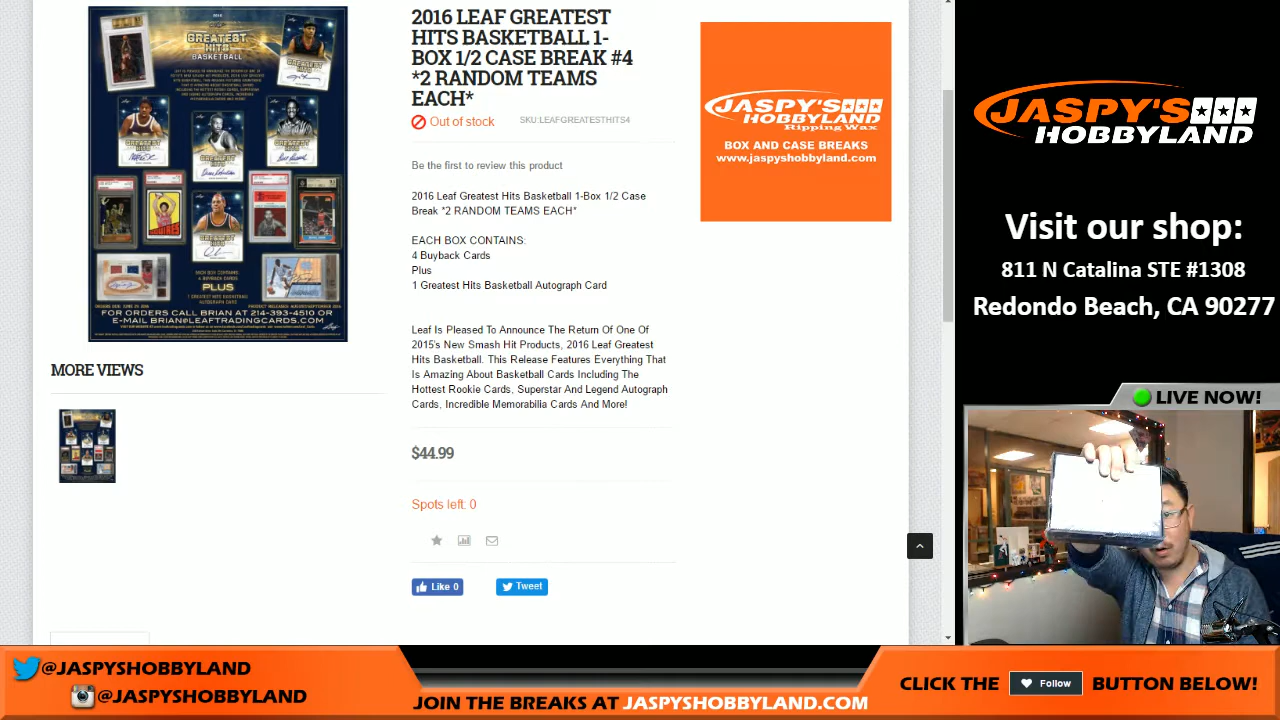 GREATEST
HITS
BASKETBALL
PLUS
FOR ORDERS CALL BRIAN AT 214-393-4510 OR
E-MAIL BRIAN@LEAFTRADINGCARDS.COM
MORE VIEWS
2016 LEAF GREATEST
HITS BASKETBALL 1-
BOX 1/2 CASE BREAK #4
*2 RANDOM TEAMS
EACH*
Out of stock
SKU:LEAFGREATESTHITS4
Be the first to review this product
2016 Leaf Greatest Hits Basketball 1-Box 1/2 Case
Break *2 RANDOM TEAMS EACH*
EACH BOX CONTAINS:
4 Buyback Cards
Plus
1 Greatest Hits Basketball Autograph Card
Leaf Is Pleased To Announce The Return Of One Of
2015's New Smash Hit Products, 2016 Leaf Greatest
Hits Basketball. This Release Features Everything That
Is Amazing About Basketball Cards Including The
Hottest Rookie Cards, Superstar And Legend Autograph
Cards, Incredible Memorabilia Cards And More!
$44.99
Spots left: 0
Like 0
Tweet
JASPY'S
HOBBYLAND
Ripping Wax
BOX AND CASE BREAKS
www.jaspyshobbyland.com
JASPY'S
HOBBYLAND
Visit our shop:
811 N Catalina STE #1308
Redondo Beach, CA 90277
LIVE NOW!
@JASPYSHOBBYLAND
@JASPYSHOBBYLAND
JOIN THE BREAKS AT JASPYSHOBBYLAND.COM
CLICK THE Follow BUTTON BELOW!